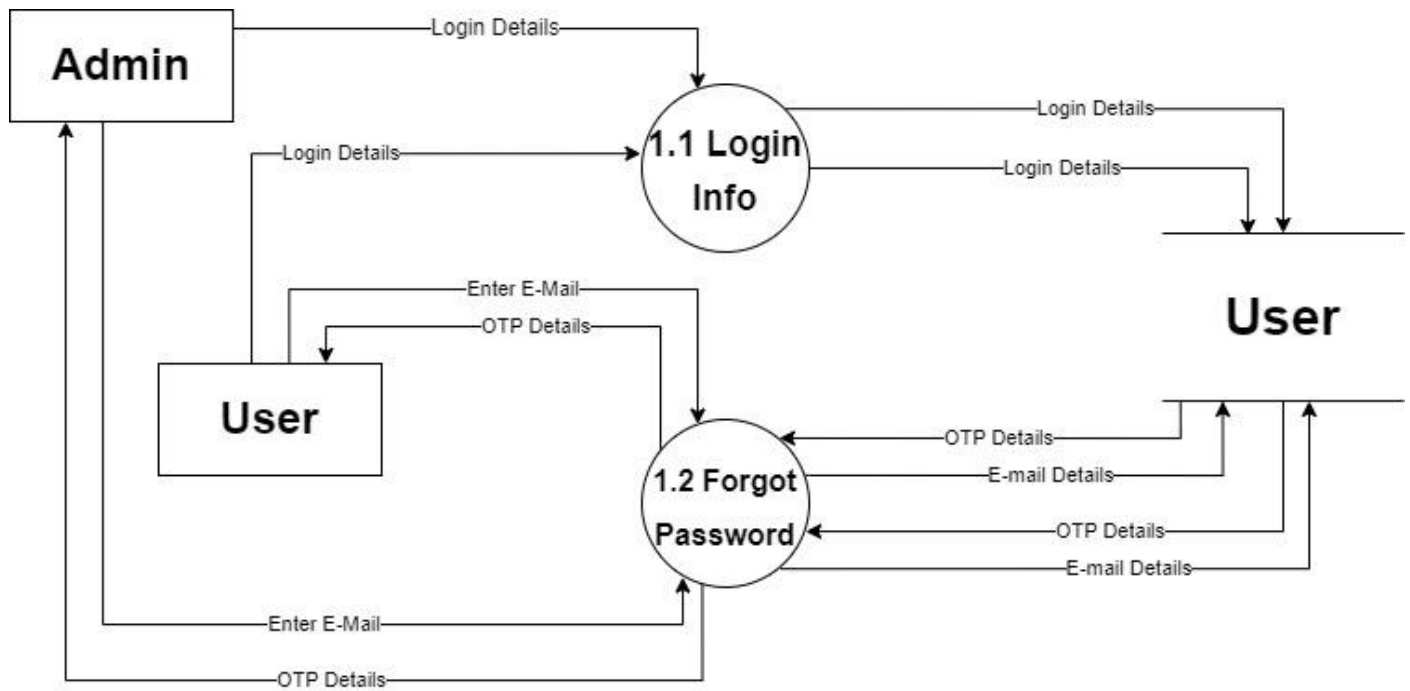 Login Details
Admin
Login Details
1.1 Login
Info
Login Details
Login Details
Enter E-Mail
OTP Details
User
User
OTP Details
1.2 Forgot
Password
E-mail Details
OTP Details
E-mail Details
Enter E-Mail
OTP Details